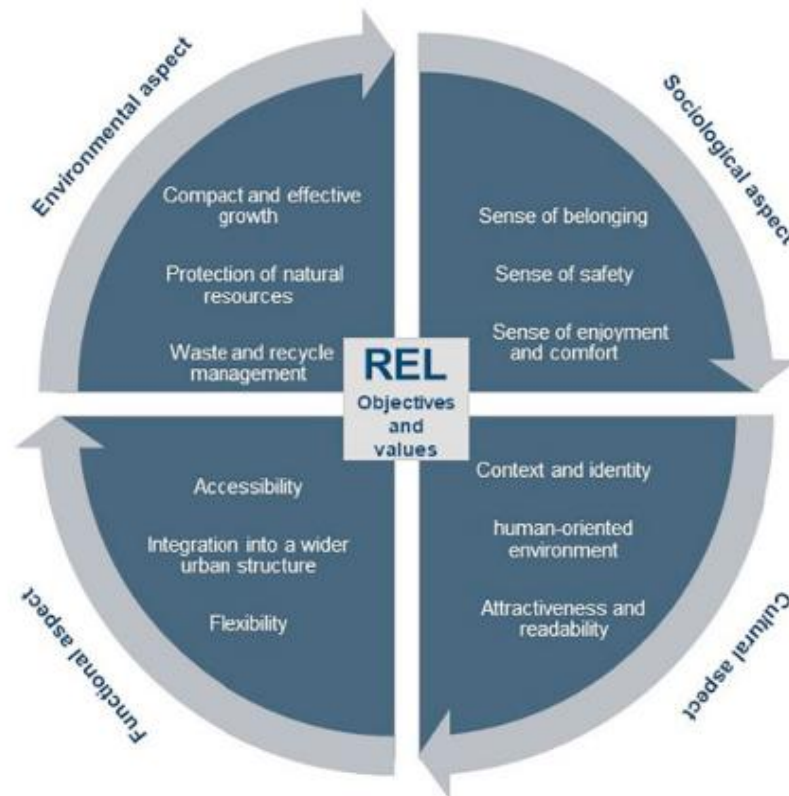 Environmental aspect
Sociological aspect
Compact and effective
growth
Protection of natural
resources
Waste and recycle
management
Sense of belonging
Sense of safety
Sense of enjoyment
and comfort
REL
Objectives
and
values
Accessibility
Integration into a wider
urban structure
Flexibility
Context and identity
human-oriented
environment
Attractiveness and
readability
Functional aspect
Cultural aspect